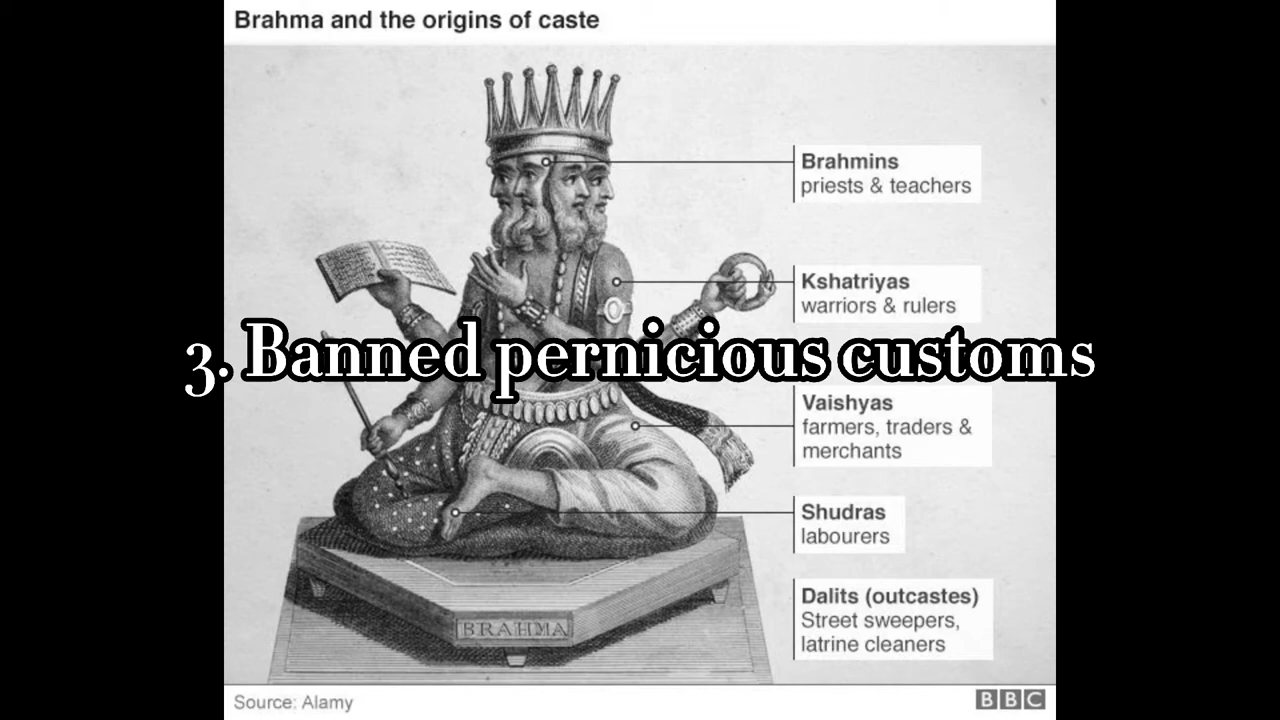 Brahma and the origins of caste
Brahmins
priests & teachers
Kshatriyas
warriors & rulers
3. Banned pernicious customs
Vaishyas
farmers, traders &
merchants
Shudras
labourers
Dalits (outcastes)
Street sweepers,
latrine cleaners
BRAHMA
Source: Alamy
BBC